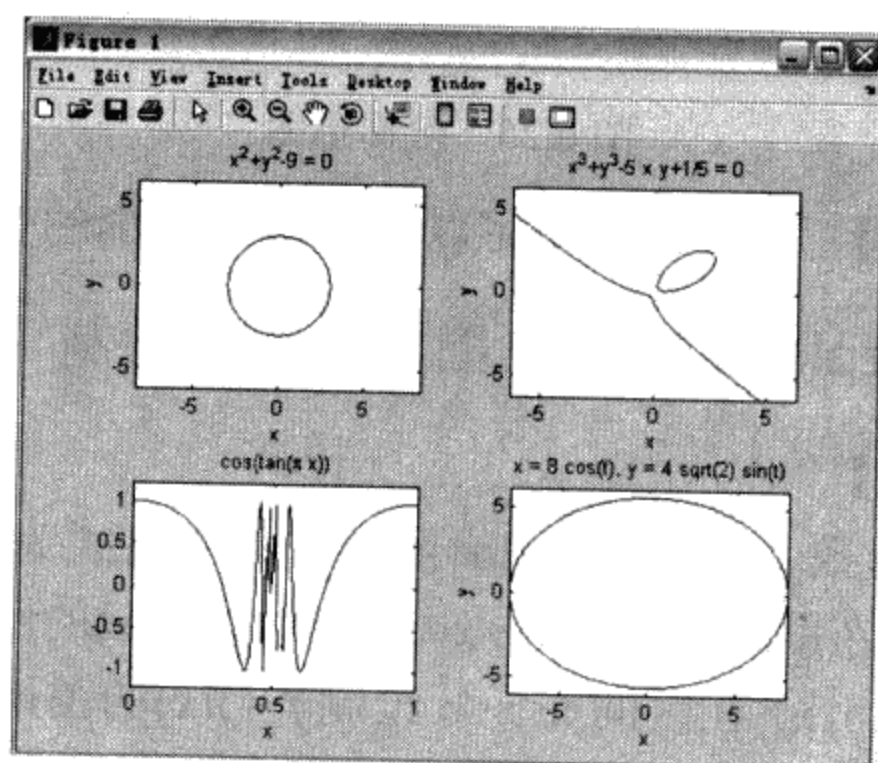 Figure 1
File Edit View Insert Tools Desktop Window Help
x²+y²-9 = 0
5
0
-5
y
-5 0 5
x
x³+y³-5 x y+1/5 = 0
5
0
-5
y
-5 0 5
x
cos(tan(π x))
1
0.5
0
-0.5
-1
0 0.5 1
x
x = 8 cos(t), y = 4 sqrt(2) sin(t)
5
0
-5
y
-5 0 5
x